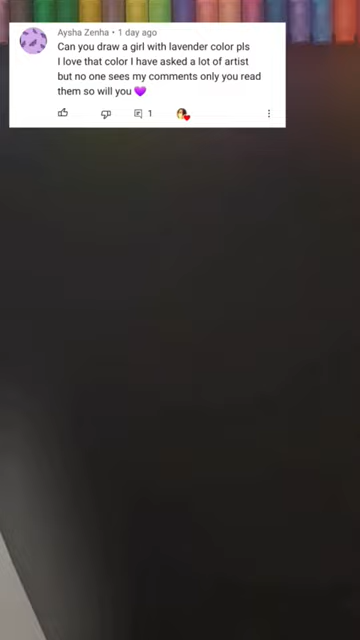 Aysha Zenha • 1 day ago
Can you draw a girl with lavender color pls
I love that color I have asked a lot of artist
but no one sees my comments only you read
them so will you 💜
1